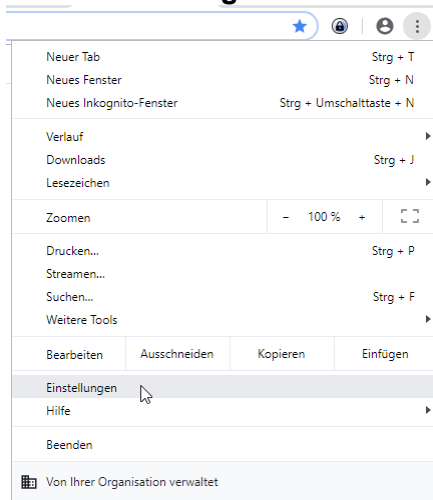 Neuer Tab Strg + T
Neues Fenster Strg + N
Neues Inkognito-Fenster Strg + Umschalttaste + N
Verlauf
Downloads Strg + J
Lesezeichen
Zoomen - 100 % +
Drucken... Strg + P
Streamen...
Suchen... Strg + F
Weitere Tools
Bearbeiten Ausschneiden Kopieren Einfügen
Einstellungen
Hilfe
Beenden
Von Ihrer Organisation verwaltet